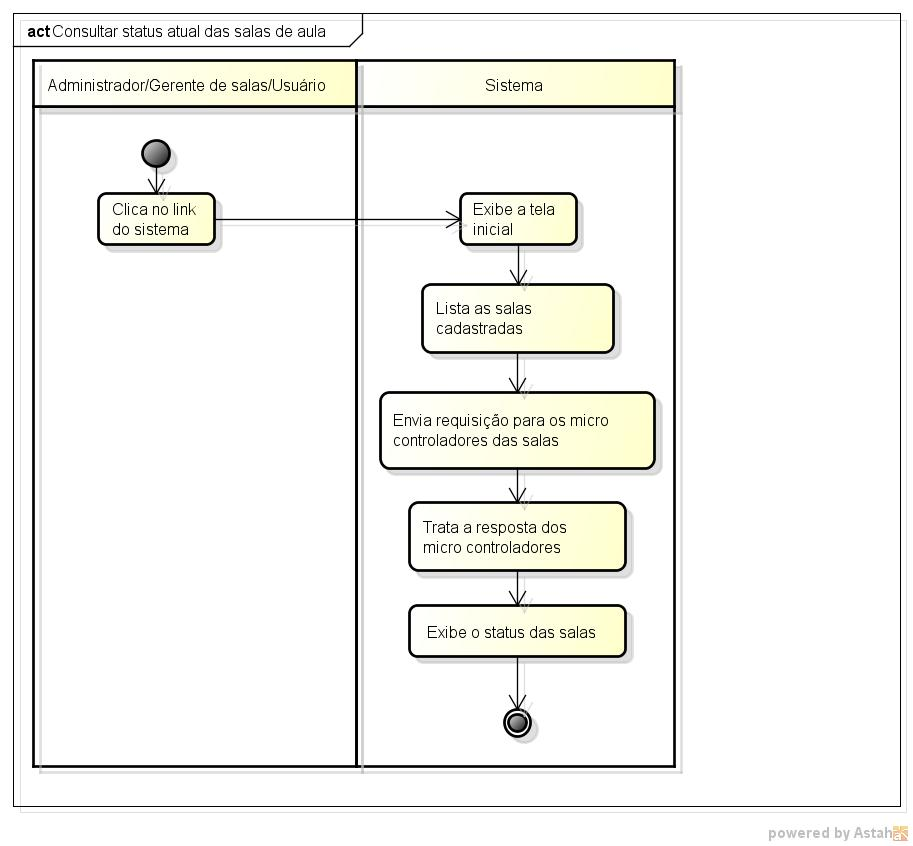 act Consultar status atual das salas de aula
Administrador/Gerente de salas/Usuário
Sistema
Clica no link
do sistema
Exibe a tela
inicial
Lista as salas
cadastradas
Envia requisição para os micro
controladores das salas
Trata a resposta dos
micro controladores
Exibe o status das salas
powered by Astah